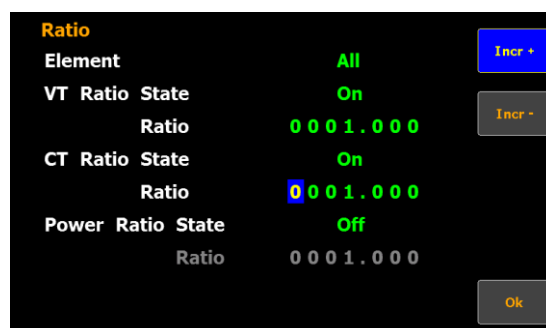 Ratio
Incr +
Element All
VT Ratio State On
Incr -
Ratio 0001.000
CT Ratio State On
Ratio 0001.000
Power Ratio State Off
Ratio 0001.000
Ok